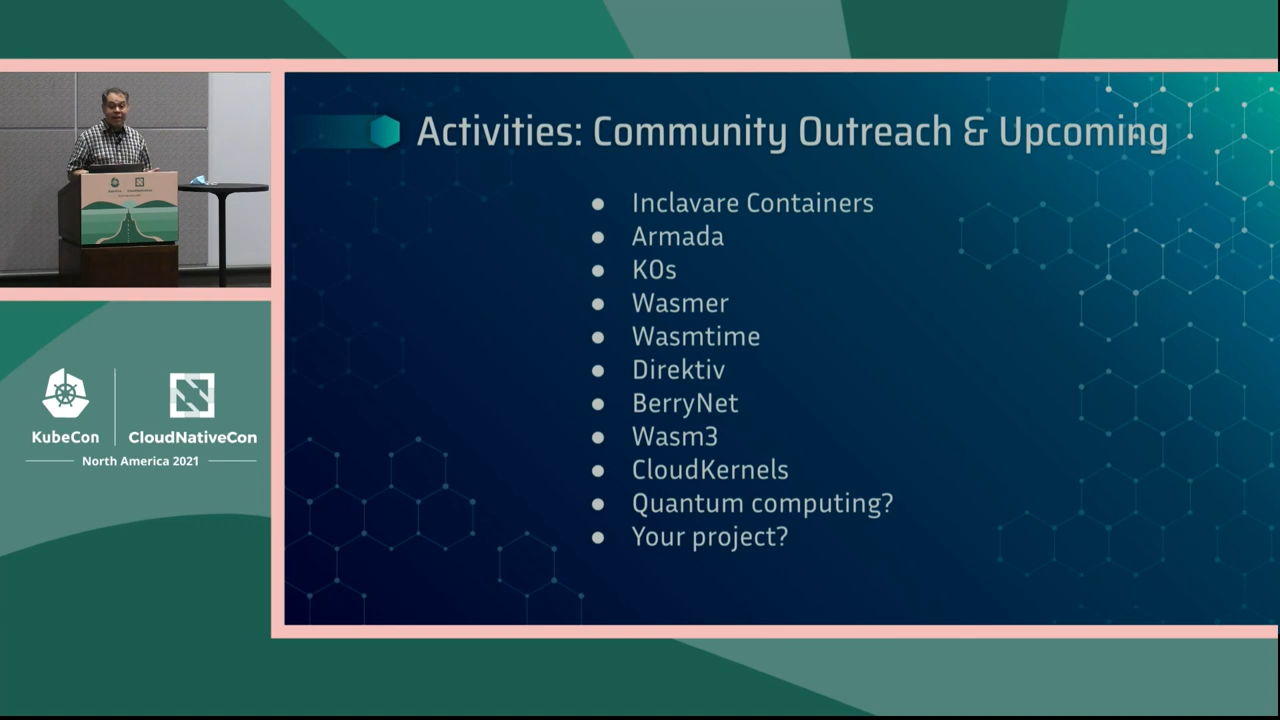 Activities: Community Outreach & Upcoming
● Inclavare Containers
● Armada
● K0s
● Wasmer
● Wasmtime
● Direktiv
● BerryNet
● Wasm3
● CloudKernels
● Quantum computing?
● Your project?
KubeCon
CloudNativeCon
North America 2021